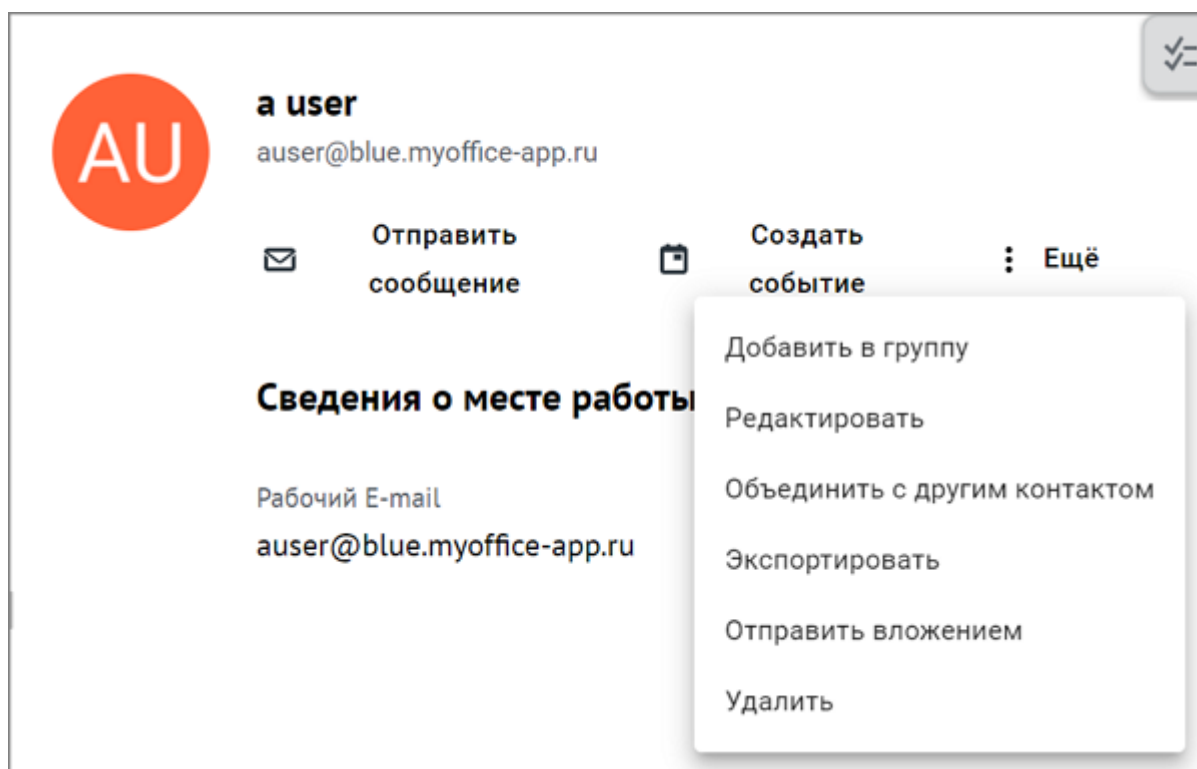 AU
a user
auser@blue.myoffice-app.ru
Отправить
сообщение
Создать
событие
Ещё
Добавить в группу
Редактировать
Объединить с другим контактом
Экспортировать
Отправить вложением
Удалить
Сведения о месте работы
Рабочий E-mail
auser@blue.myoffice-app.ru